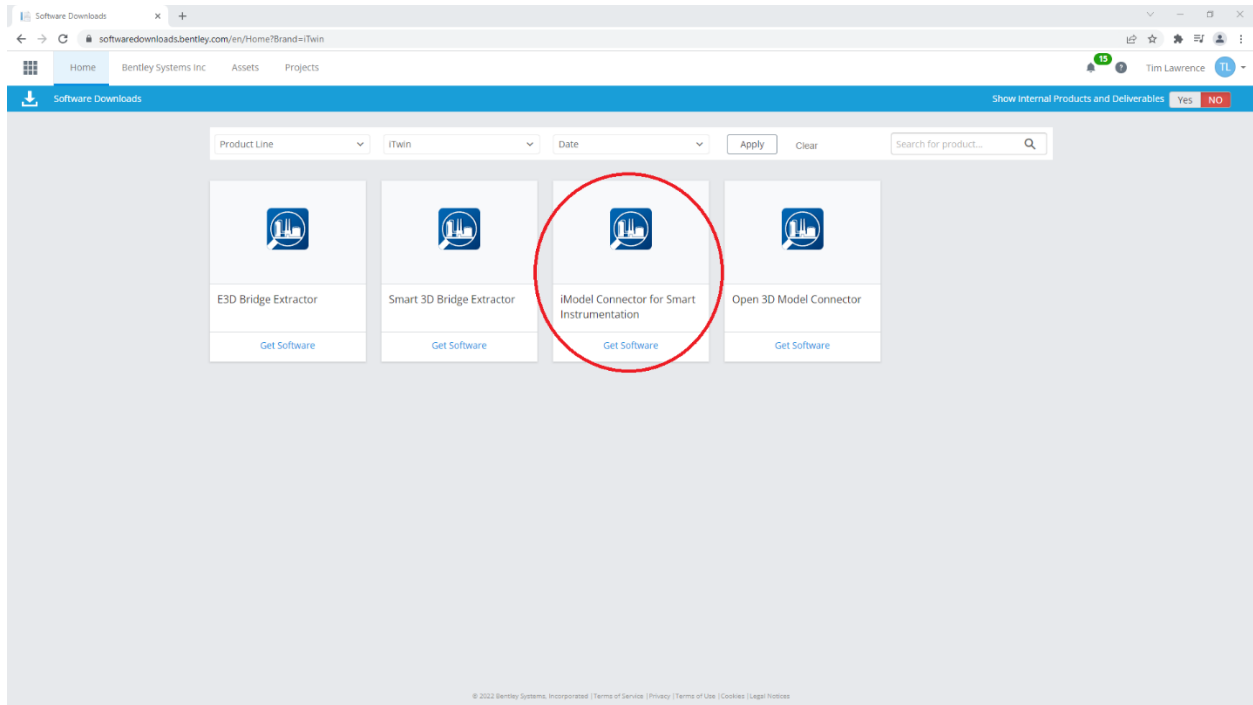 Software Downloads
softwaredownloads.bentley.com/en/Home?Brand=iTwin
Home Bentley Systems Inc Assets Projects 15 ? Tim Lawrence TL
Software Downloads Show Internal Products and Deliverables Yes NO
Product Line iTwin Date Apply Clear Search for product...
E3D Bridge Extractor
Get Software
Smart 3D Bridge Extractor
Get Software
iModel Connector for Smart
Instrumentation
Get Software
Open 3D Model Connector
Get Software
© 2022 Bentley Systems, Incorporated | Terms of Service | Privacy | Terms of Use | Cookies | Legal Notices